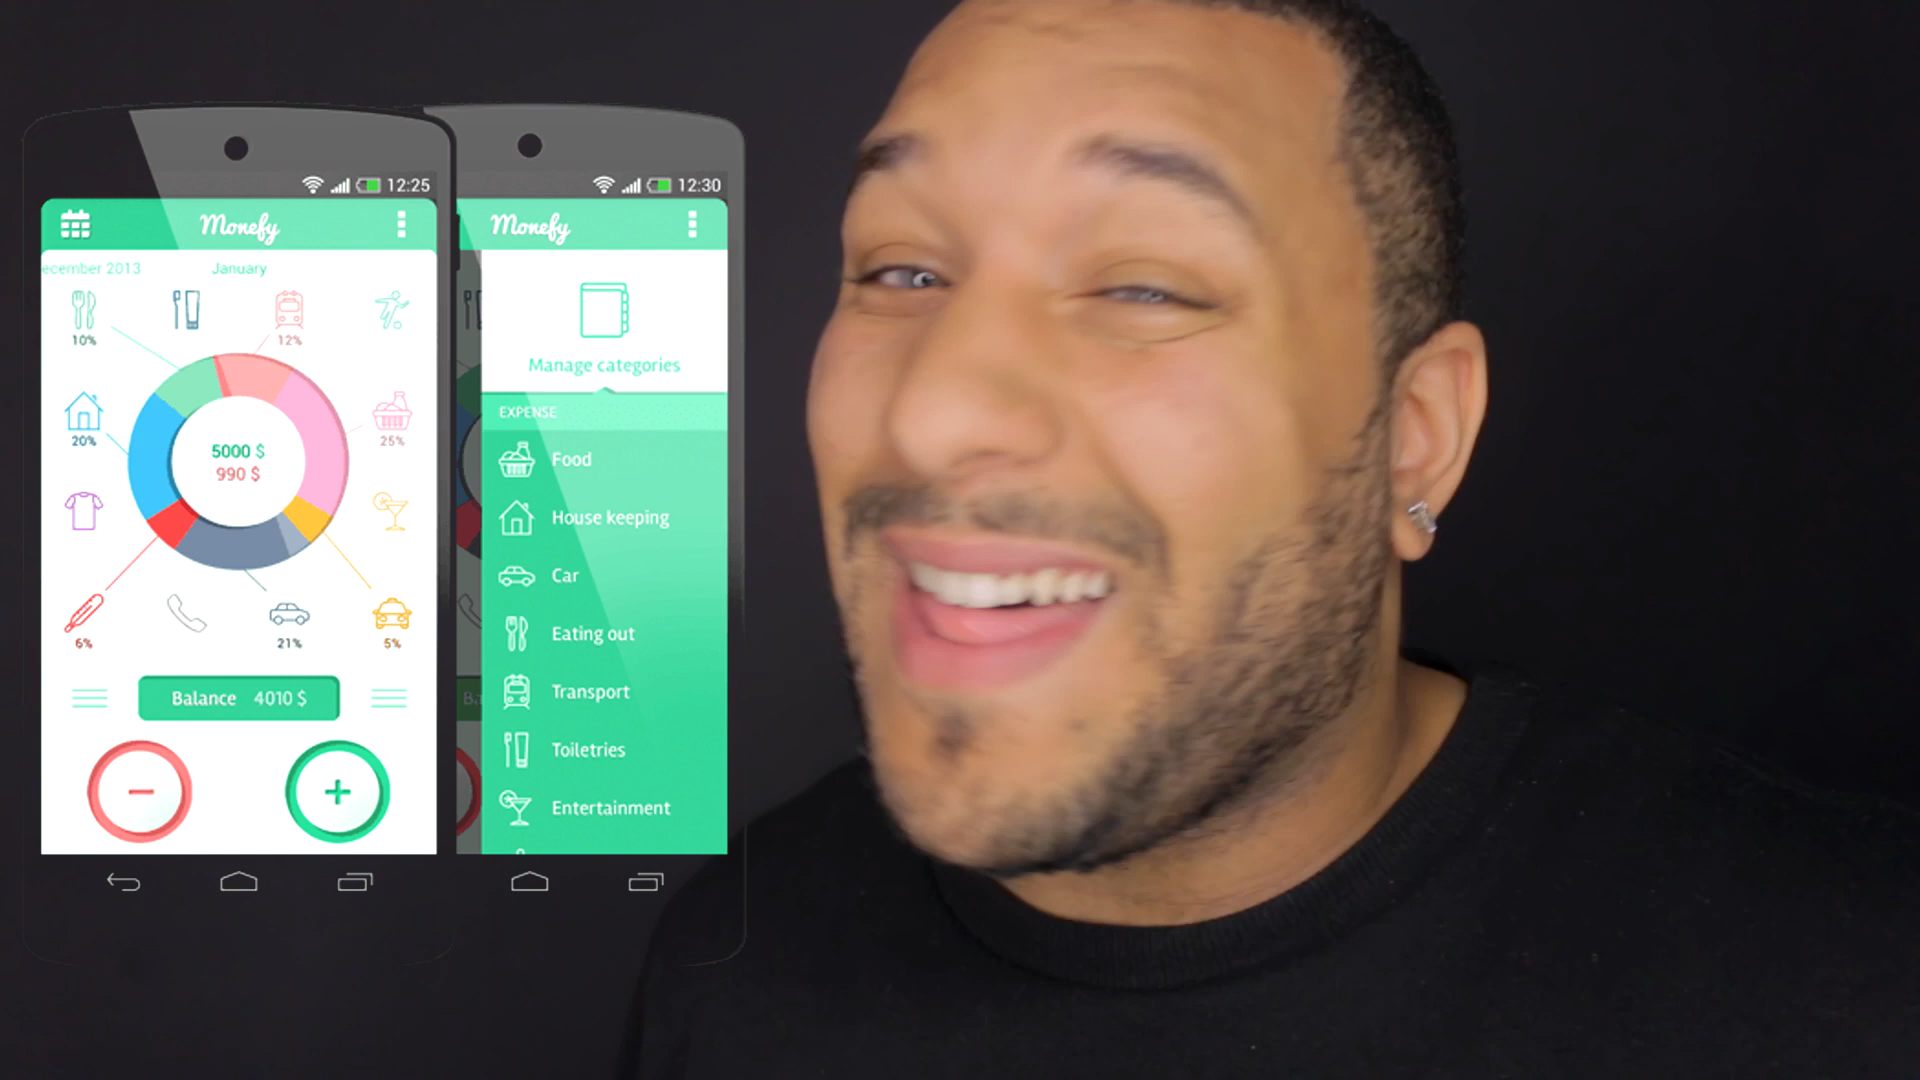 12:25
Monefy
ecember 2013
January
10%
12%
20%
25%
5000 $
990 $
6%
21%
5%
Balance 4010 $
12:30
Monefy
Manage categories
EXPENSE
Food
House keeping
Car
Eating out
Transport
Toiletries
Entertainment
Ba